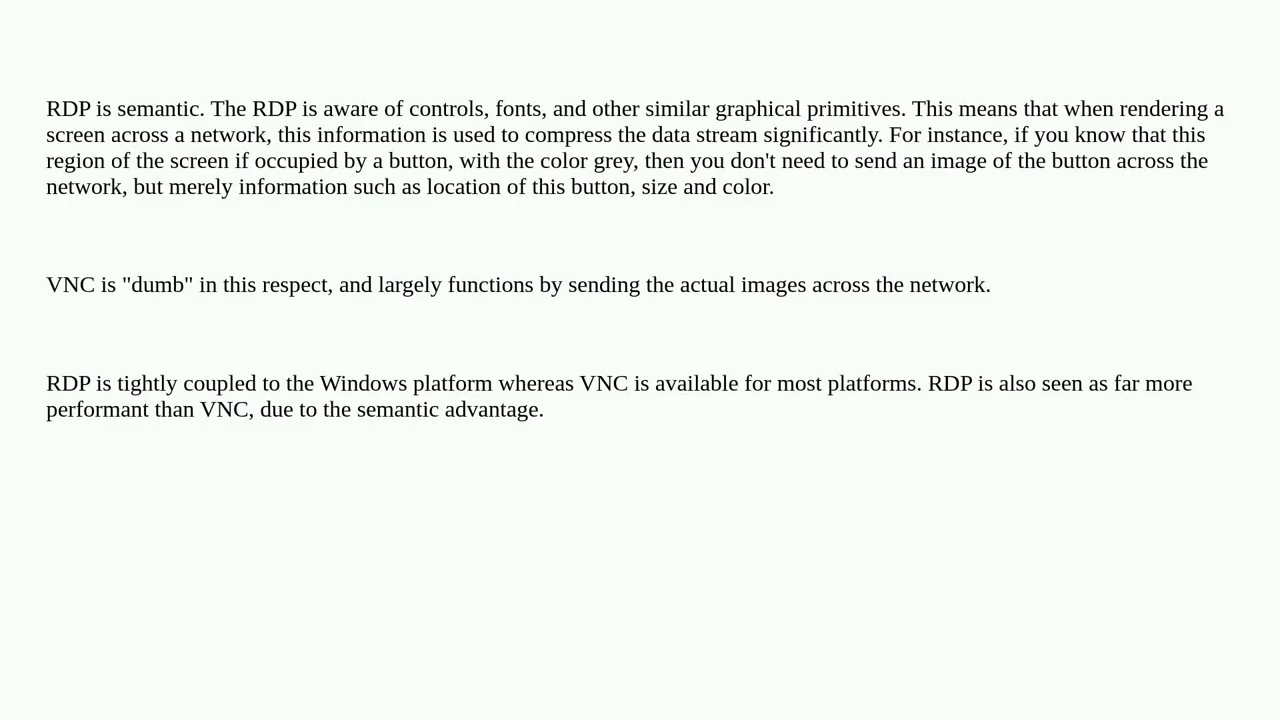 RDP is semantic. The RDP is aware of controls, fonts, and other similar graphical primitives. This means that when rendering a
screen across a network, this information is used to compress the data stream significantly. For instance, if you know that this
region of the screen if occupied by a button, with the color grey, then you don't need to send an image of the button across the
network, but merely information such as location of this button, size and color.
VNC is "dumb" in this respect, and largely functions by sending the actual images across the network.
RDP is tightly coupled to the Windows platform whereas VNC is available for most platforms. RDP is also seen as far more
performant than VNC, due to the semantic advantage.